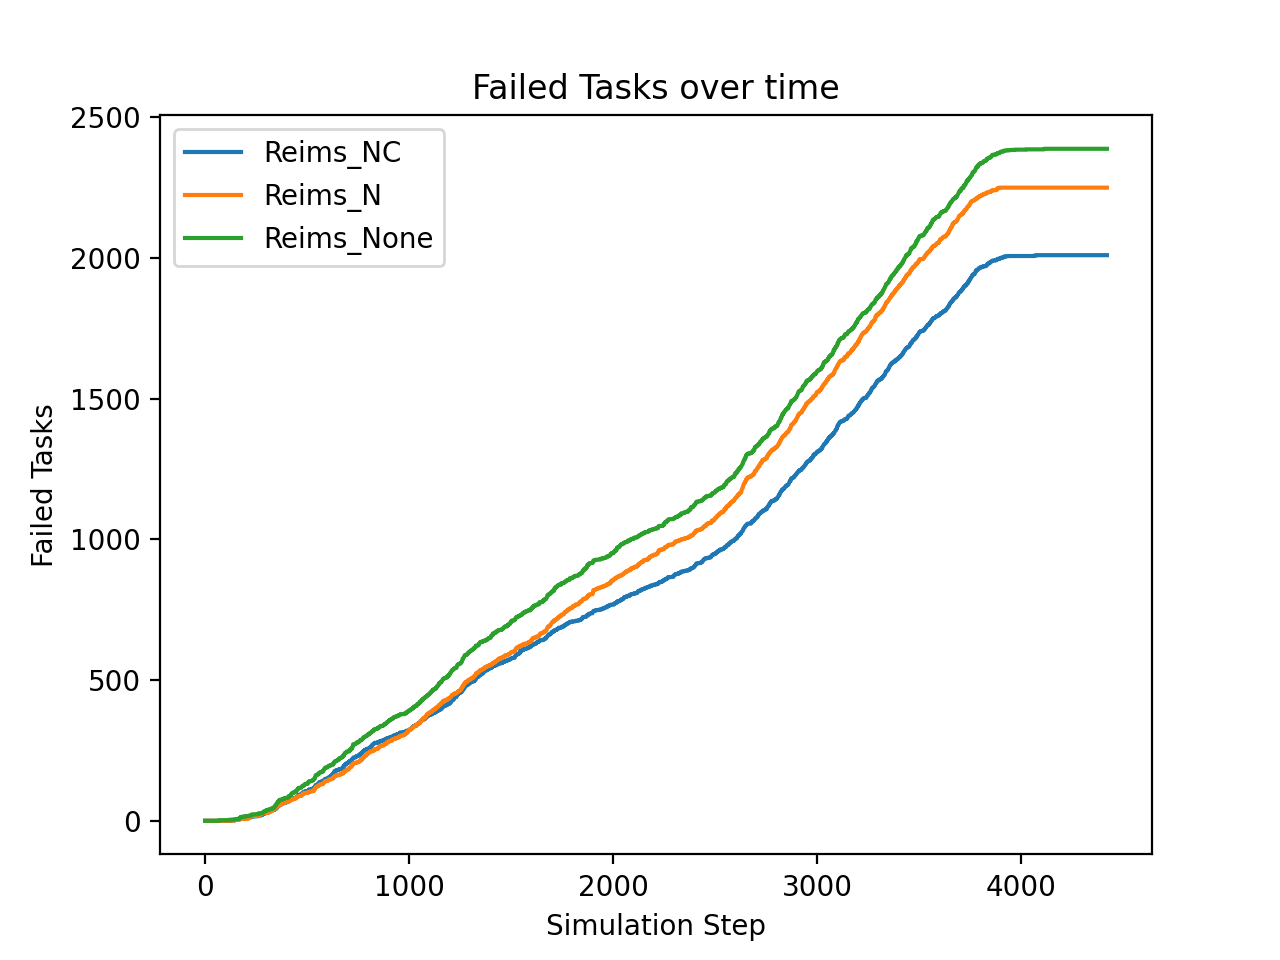 Failed Tasks over time
2500
2000
1500
1000
500
0
Failed Tasks
Reims_NC
Reims_N
Reims_None
0 1000 2000 3000 4000
Simulation Step